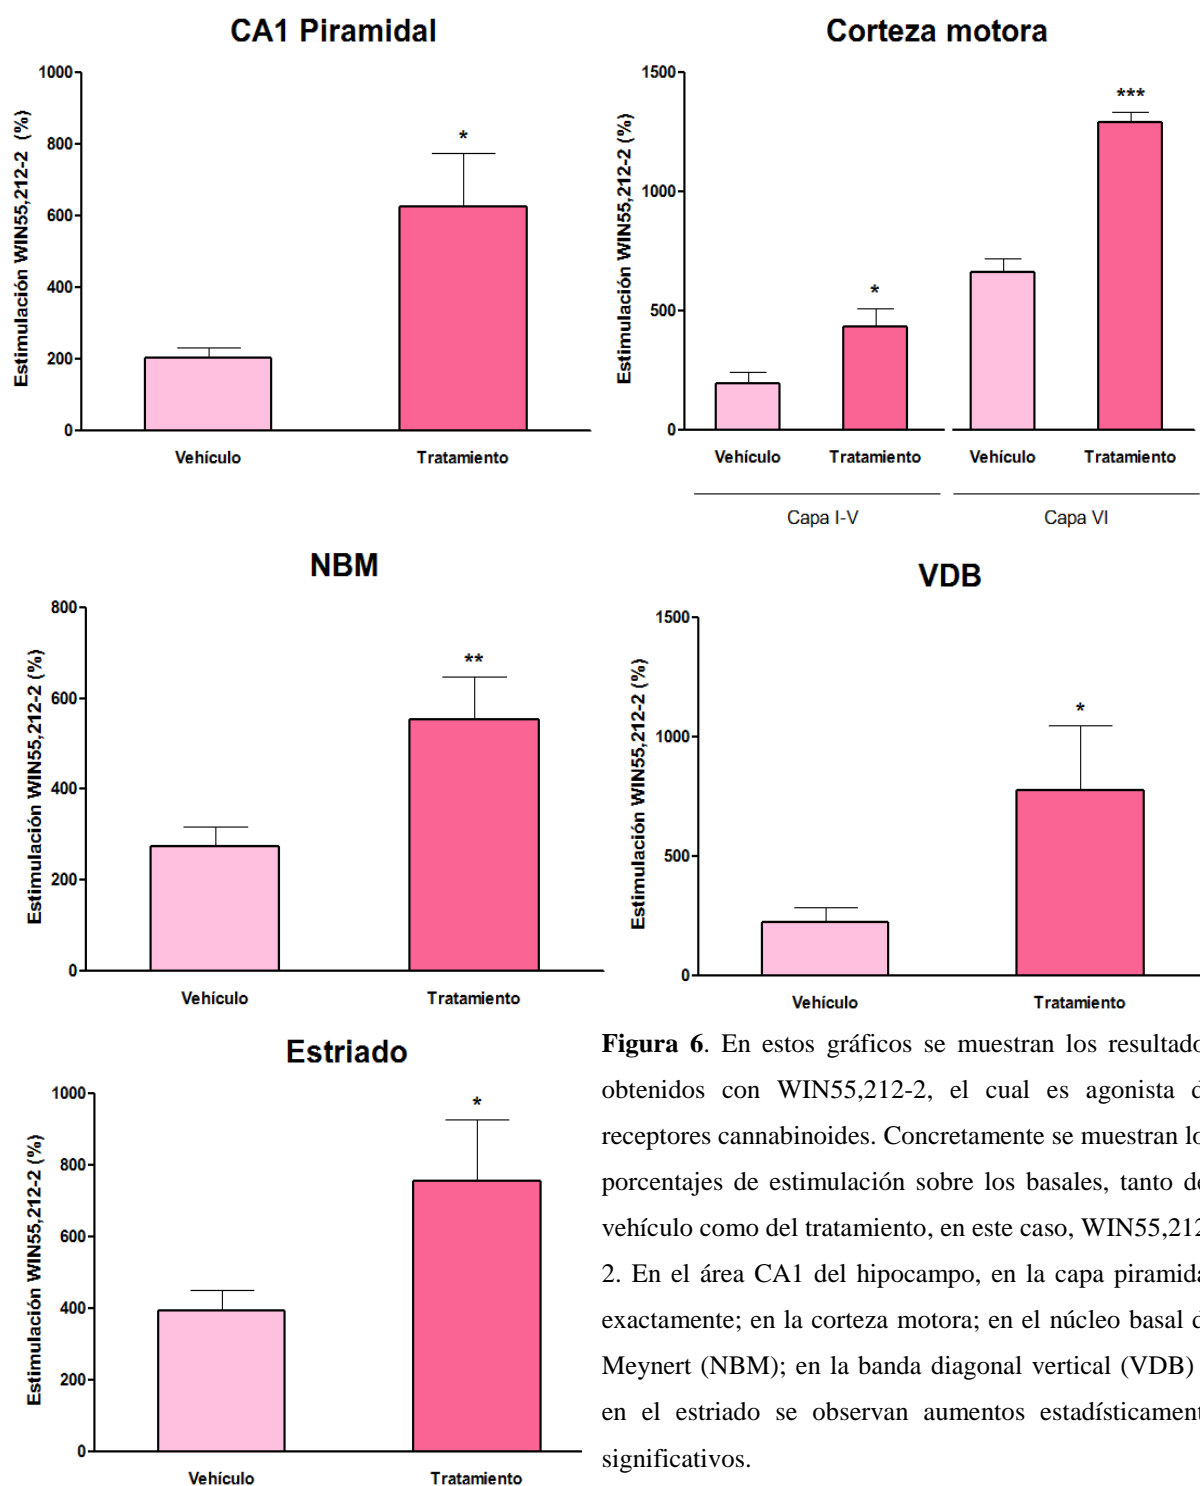 CA1 Piramidal
Estimulación WIN55,212-2 (%)
1000
800
600
400
200
0
*
Vehículo Tratamiento
Corteza motora
Estimulación WIN55,212-2 (%)
1500
1000
500
0
*
***
Vehículo Tratamiento Vehículo Tratamiento
Capa I-V Capa VI
NBM
Estimulación WIN55,212-2 (%)
800
600
400
200
0
**
Vehículo Tratamiento
VDB
Estimulación WIN55,212-2 (%)
1500
1000
500
0
*
Vehículo Tratamiento
Estriado
Estimulación WIN55,212-2 (%)
1000
800
600
400
200
0
*
Vehículo Tratamiento
Figura 6. En estos gráficos se muestran los resultado
obtenidos con WIN55,212-2, el cual es agonista d
receptores cannabinoides. Concretamente se muestran lo
porcentajes de estimulación sobre los basales, tanto de
vehículo como del tratamiento, en este caso, WIN55,212
2. En el área CA1 del hipocampo, en la capa piramida
exactamente; en la corteza motora; en el núcleo basal d
Meynert (NBM); en la banda diagonal vertical (VDB)
en el estriado se observan aumentos estadísticament
significativos.